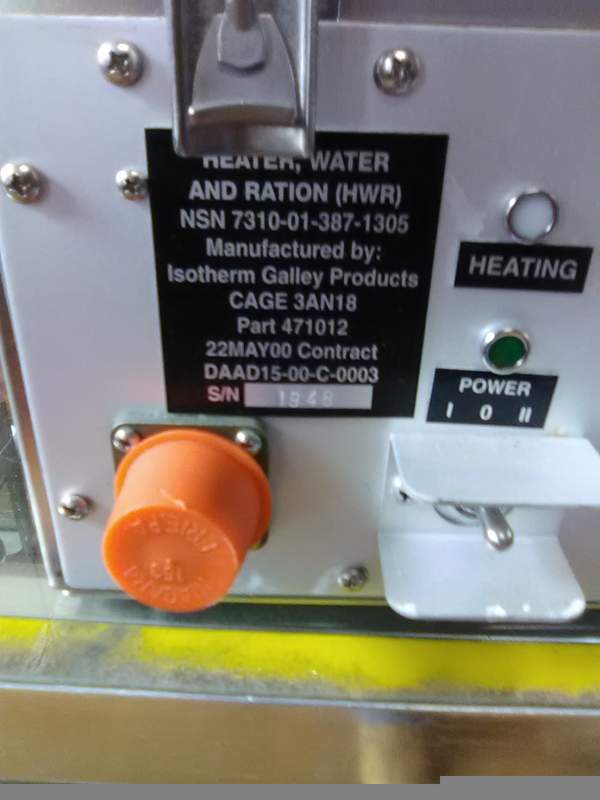 HEATER, WATER
AND RATION (HWR)
NSN 7310-01-387-1305
Manufactured by:
Isotherm Galley Products
CAGE 3AN18
Part 471012
22MAY00 Contract
DAAD15-00-C-0003
S/N 1948
HEATING
POWER
I 0 II